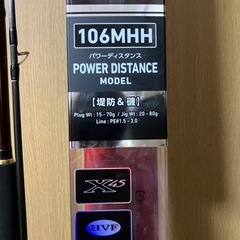 106MHH
パワーディスタンス
POWER DISTANCE
MODEL
【堤防&磯】
Plug Wt : 15 - 70g / Jig Wt : 20 - 80g
Line : PE#1.5 - 3.0
X45
HVF